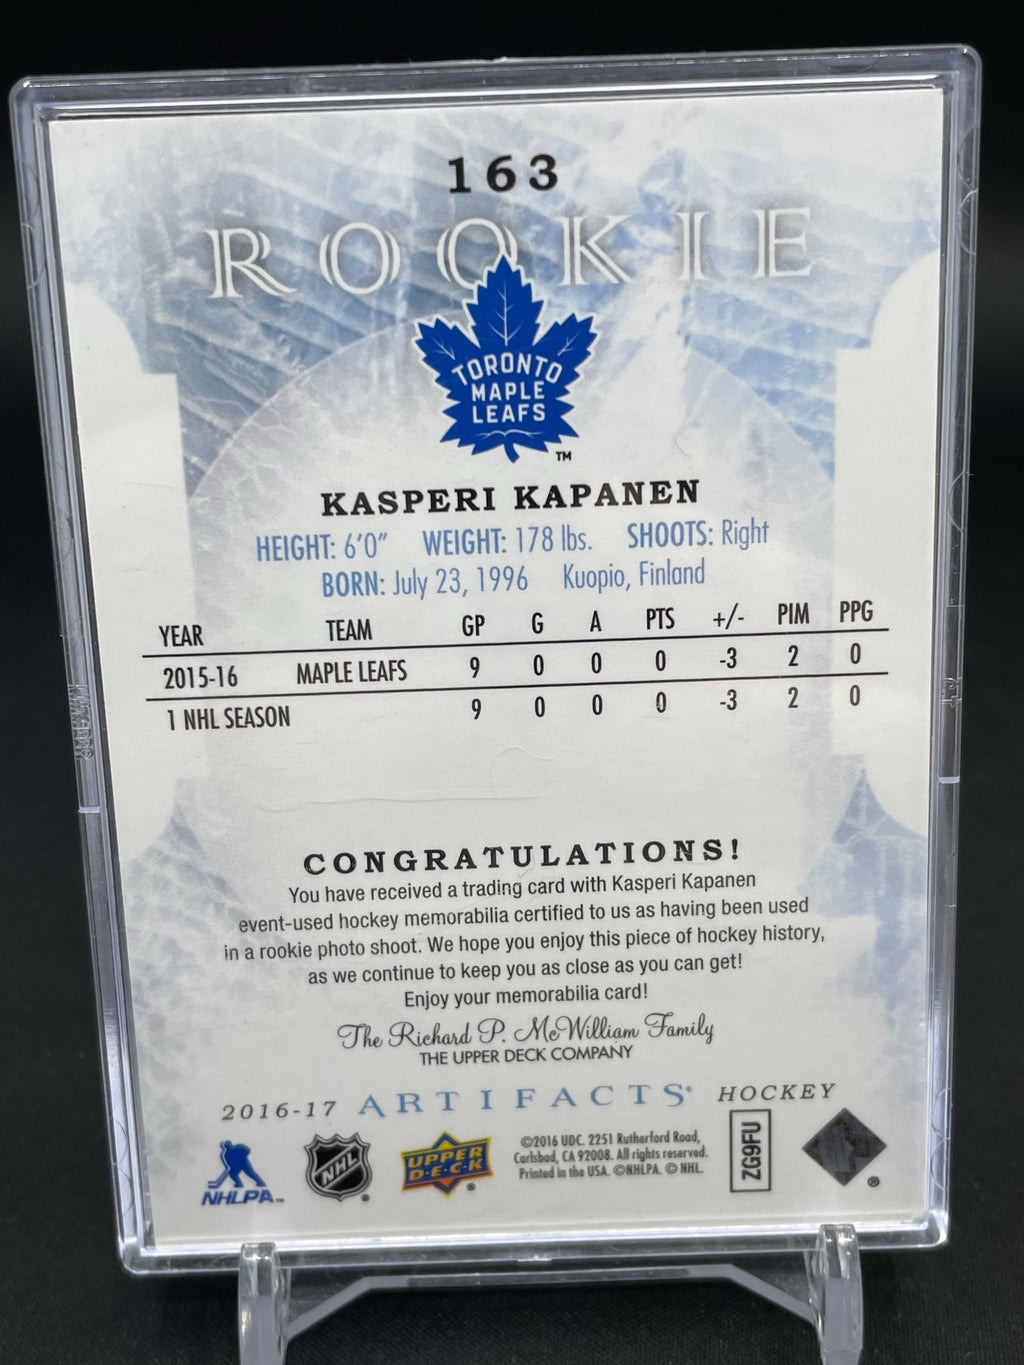 163
ROOKIE
TORONTO
MAPLE
LEAFS
TM
KASPERI KAPANEN
HEIGHT: 6'0" WEIGHT: 178 lbs. SHOOTS: Right
BORN: July 23, 1996 Kuopio, Finland
YEAR TEAM GP G A PTS +/- PIM PPG
2015-16 MAPLE LEAFS 9 0 0 0 -3 2 0
1 NHL SEASON 9 0 0 0 -3 2 0
CONGRATULATIONS!
You have received a trading card with Kasperi Kapanen
event-used hockey memorabilia certified to us as having been used
in a rookie photo shoot. We hope you enjoy this piece of hockey history,
as we continue to keep you as close as you can get!
Enjoy your memorabilia card!
The Richard P. McWilliam Family
THE UPPER DECK COMPANY
2016-17 ARTIFACTS® HOCKEY
NHLPA™
NHL ®
UPPER
D·E·C·K ®
©2016 UDC. 2251 Rutherford Road,
Carlsbad, CA 92008. All rights reserved.
Printed in the USA. ©NHLPA. © NHL.
ZG9FU
®